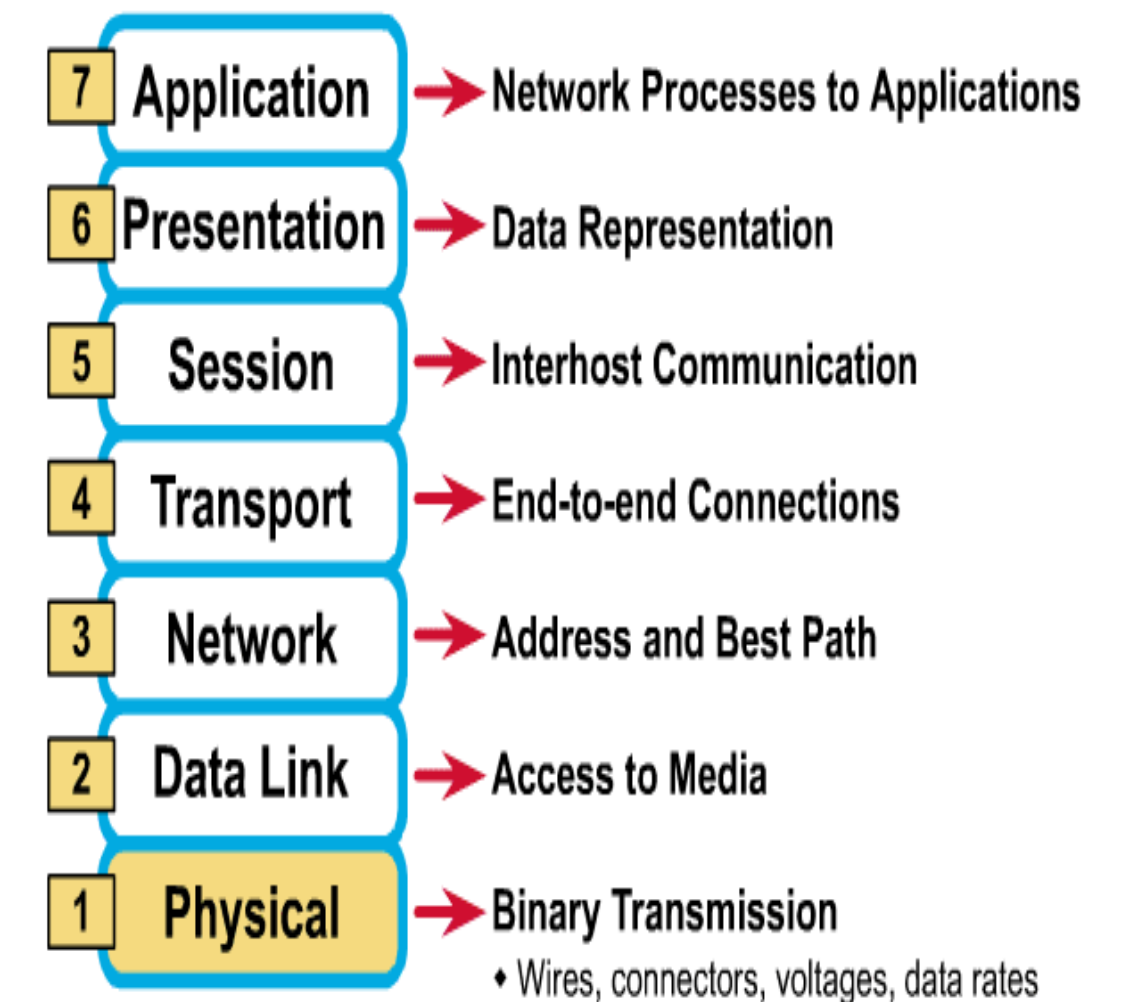 7 Application Network Processes to Applications
6 Presentation Data Representation
5 Session Interhost Communication
4 Transport End-to-end Connections
3 Network Address and Best Path
2 Data Link Access to Media
1 Physical Binary Transmission
♦ Wires, connectors, voltages, data rates